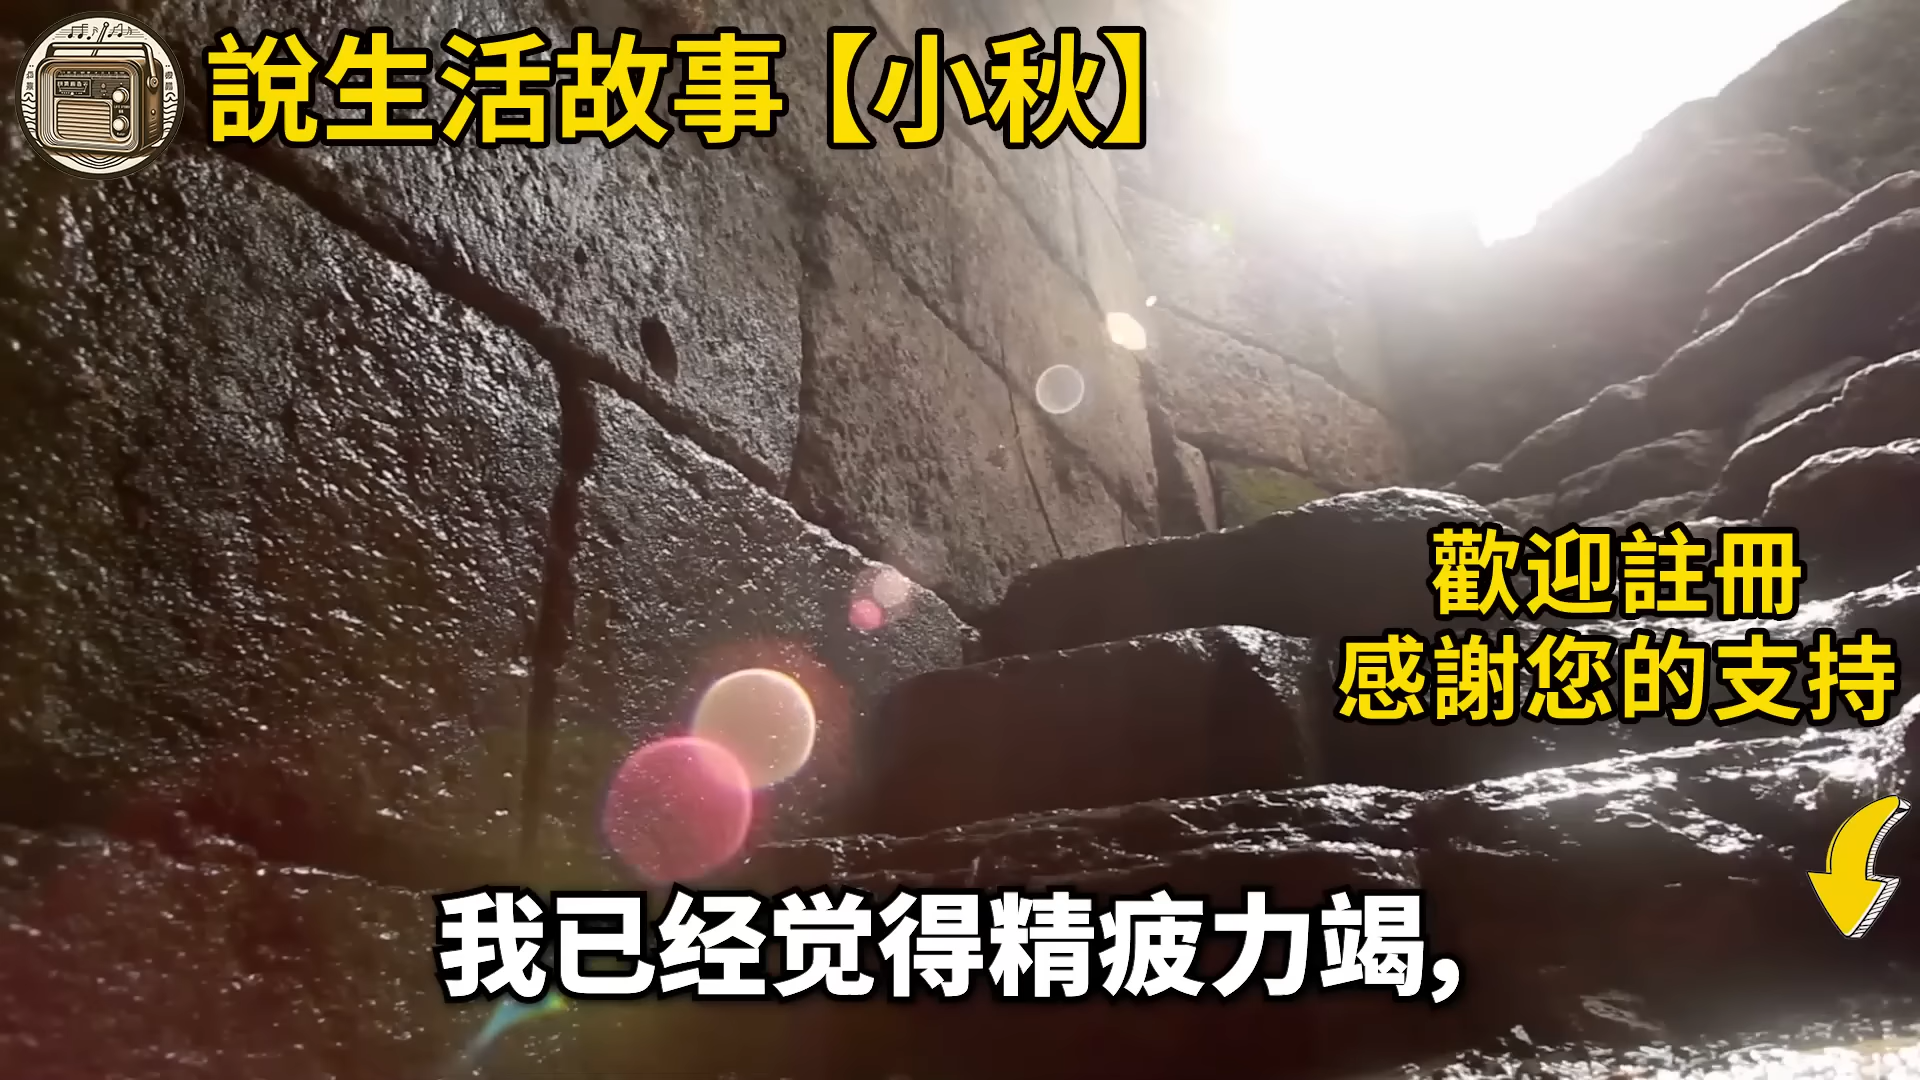 說生活故事【小秋】
歡迎註冊
感謝您的支持
我已经觉得精疲力竭,